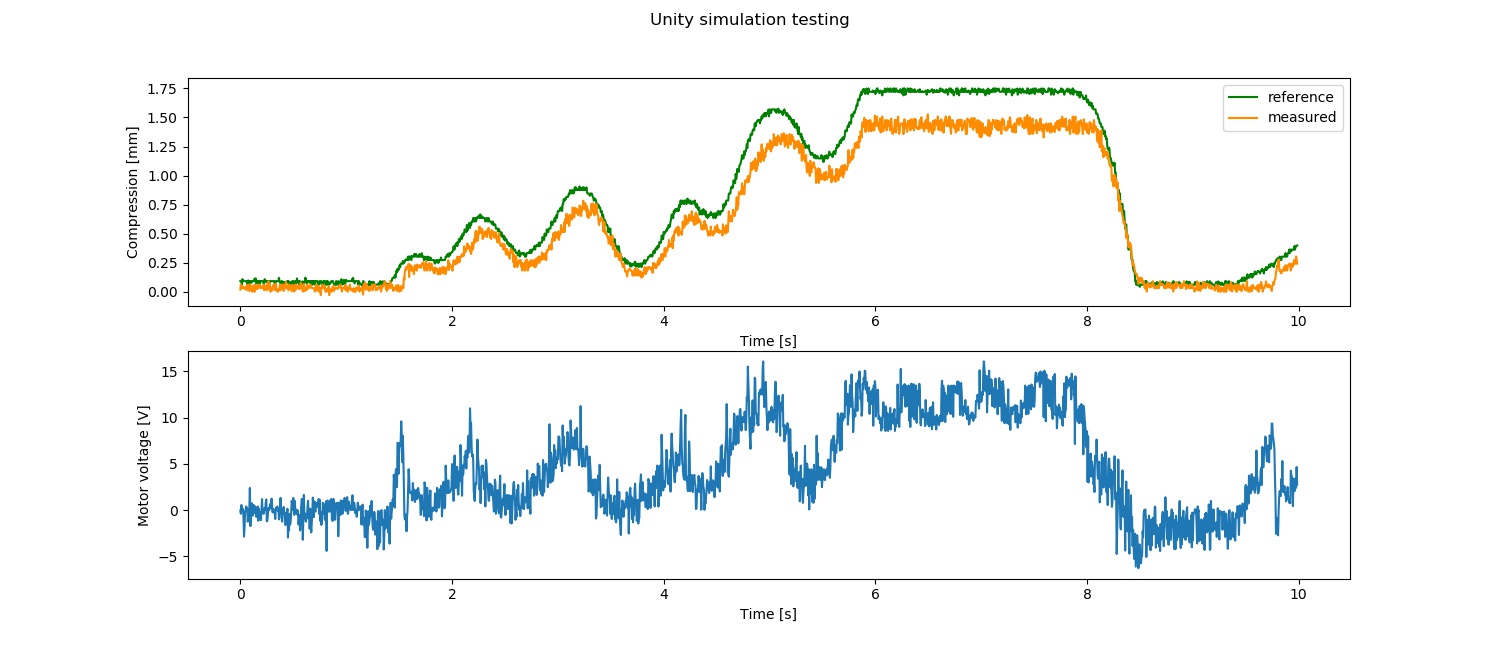 Unity simulation testing
1.75
1.50
1.25
1.00
0.75
0.50
0.25
0.00
Compression [mm]
reference
measured
0 2 4 6 8 10
Time [s]
15
10
5
0
−5
Motor voltage [V]
0 2 4 6 8 10
Time [s]